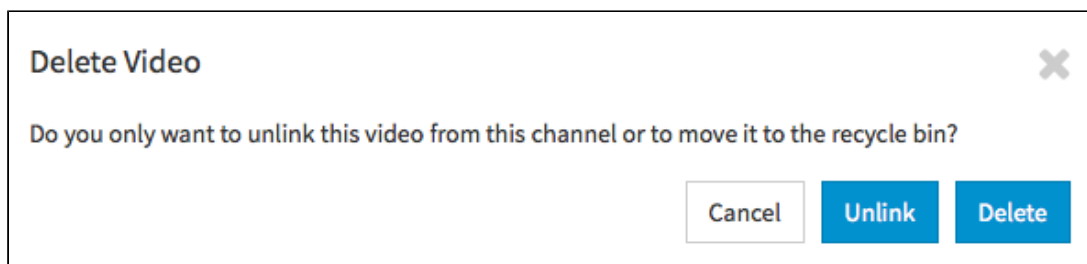 Delete Video
Do you only want to unlink this video from this channel or to move it to the recycle bin?
Cancel Unlink Delete